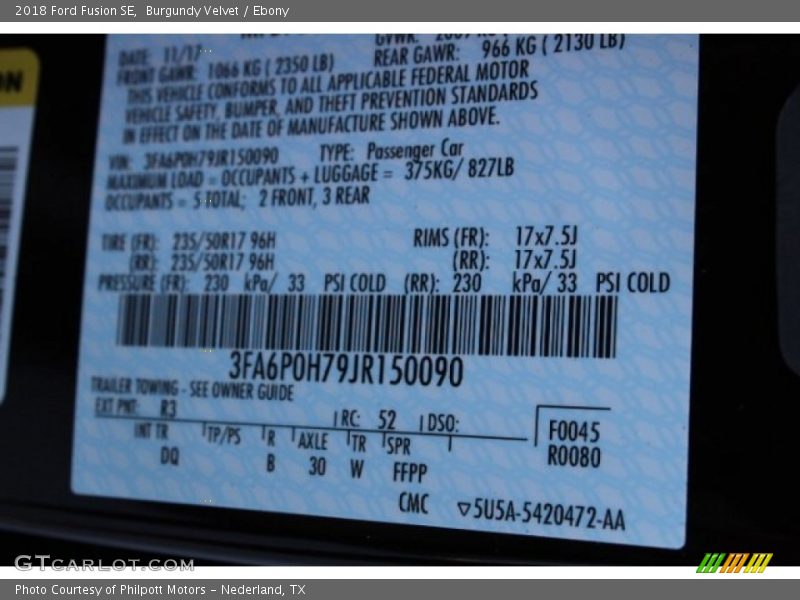 2018 Ford Fusion SE,  Burgundy Velvet / Ebony
DATE: 11/17
REAR GAWR: 966 KG ( 2130 LB)
FRONT GAWR: 1066 KG ( 2350 LB)
THIS VEHICLE CONFORMS TO ALL APPLICABLE FEDERAL MOTOR
VEHICLE SAFETY, BUMPER, AND THEFT PREVENTION STANDARDS
IN EFFECT ON THE DATE OF MANUFACTURE SHOWN ABOVE.
VIN: 3FA6P0H79JR150090 TYPE: Passenger Car
MAXIMUM LOAD = OCCUPANTS + LUGGAGE = 375KG/ 827LB
OCCUPANTS = 5 TOTAL; 2 FRONT, 3 REAR
TIRE (FR): 235/50R17 96H RIMS (FR): 17x7.5J
(RR): 235/50R17 96H (RR): 17x7.5J
PRESSURE (FR): 230 kPa/ 33 PSI COLD (RR): 230 kPa/ 33 PSI COLD
3FA6P0H79JR150090
TRAILER TOWING - SEE OWNER GUIDE
EXT PNT: R3 RC: 52 DSO:
INT TR TP/PS R AXLE TR SPR F0045
DQ B 30 W FFPP R0080
CMC ▽5U5A-5420472-AA
GTCARLOT.COM
Photo Courtesy of Philpott Motors - Nederland, TX